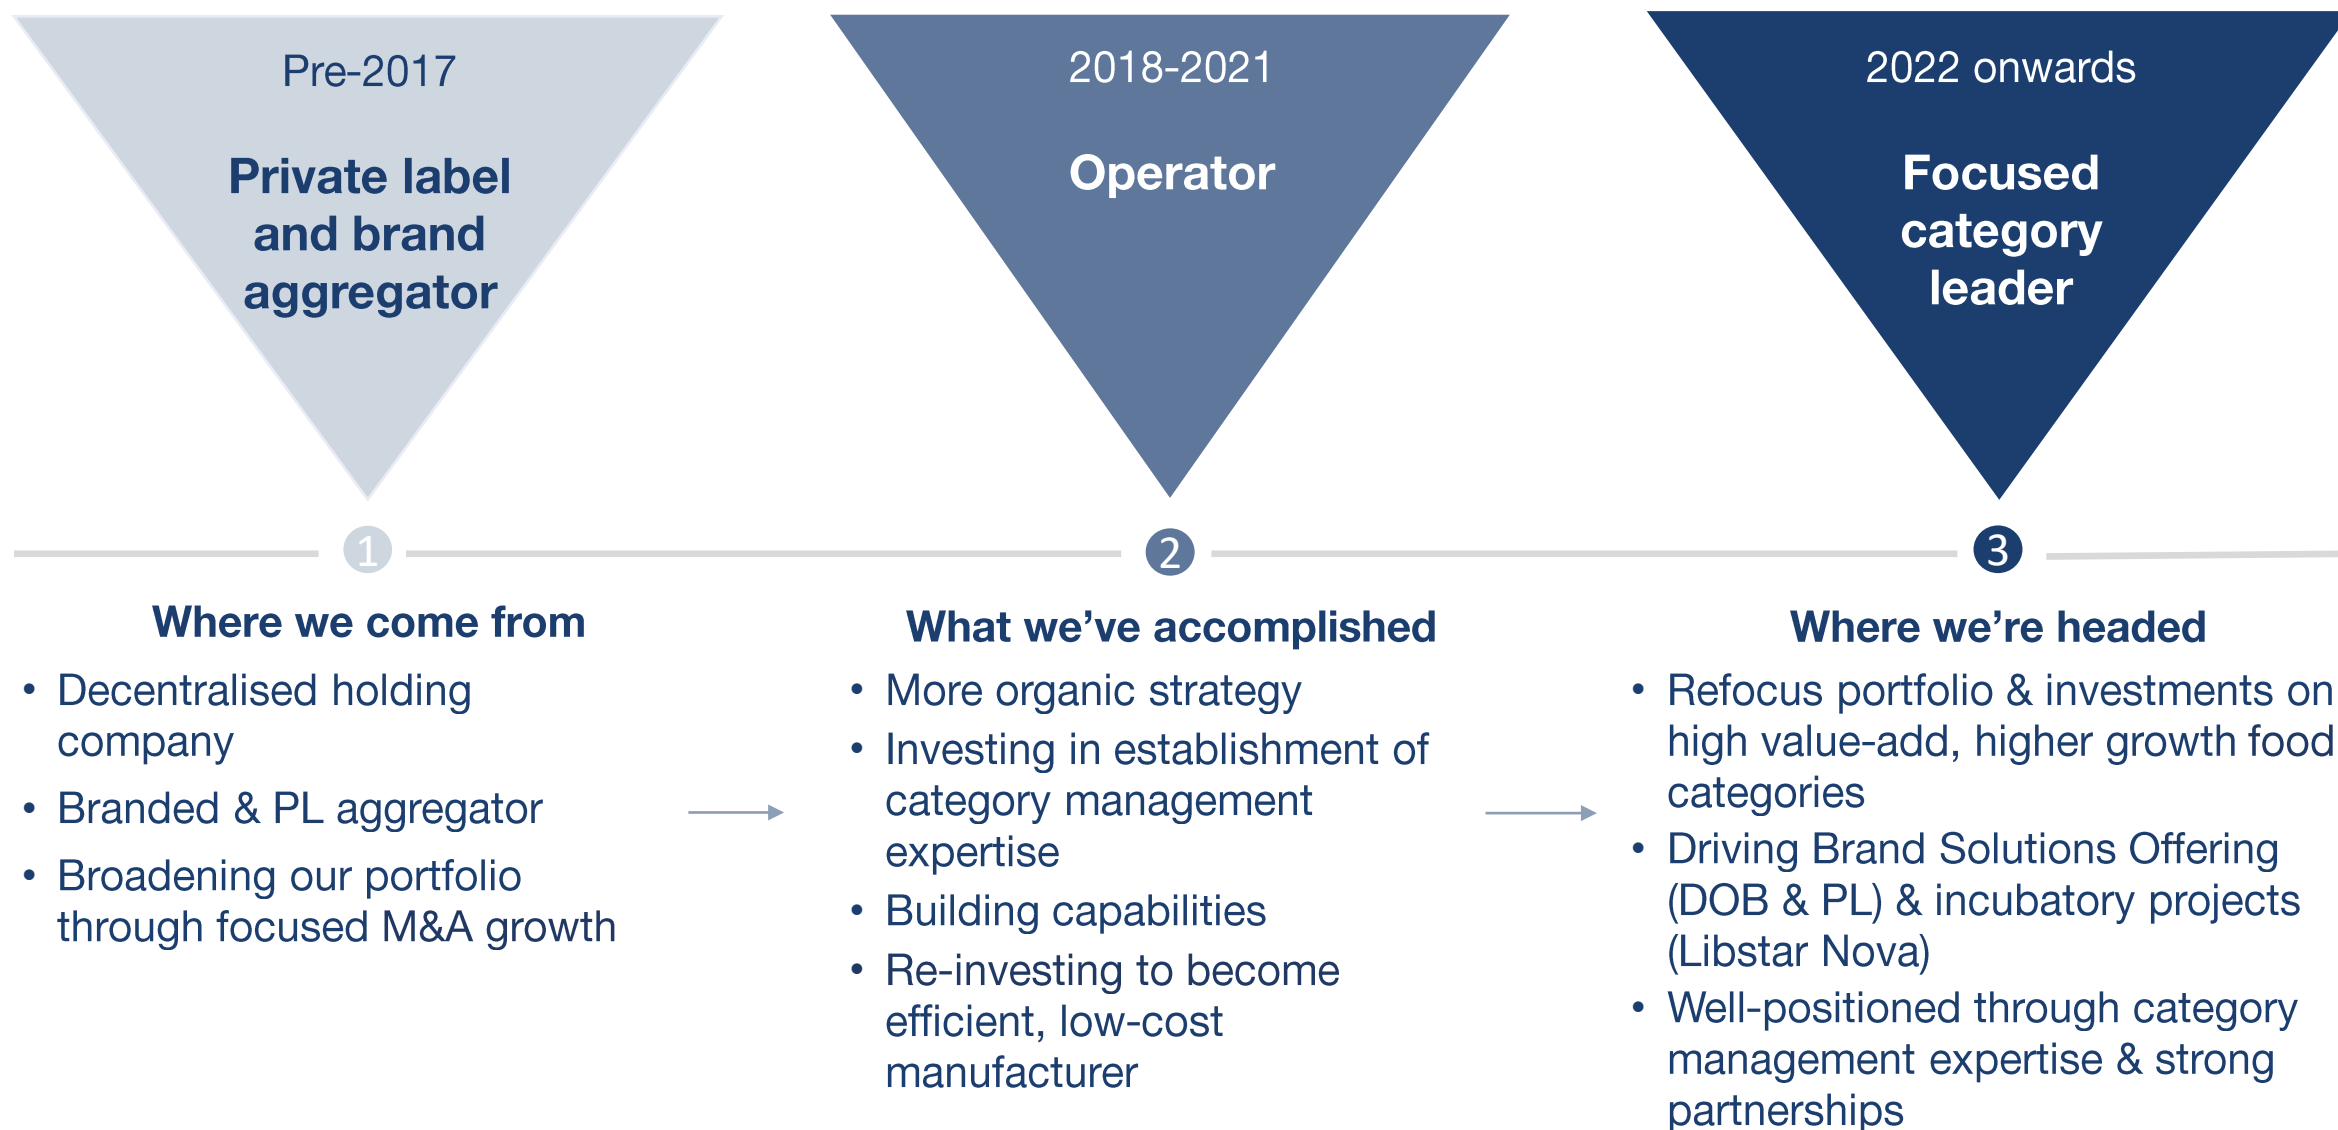 Pre-2017
Private label
and brand
aggregator
2018-2021
Operator
2022 onwards
Focused
category
leader
1
2
3
Where we come from
• Decentralised holding
company
• Branded & PL aggregator
• Broadening our portfolio
through focused M&A growth
What we’ve accomplished
• More organic strategy
• Investing in establishment of
category management
expertise
• Building capabilities
• Re-investing to become
efficient, low-cost
manufacturer
Where we’re headed
• Refocus portfolio & investments on
high value-add, higher growth food
categories
• Driving Brand Solutions Offering
(DOB & PL) & incubatory projects
(Libstar Nova)
• Well-positioned through category
management expertise & strong
partnerships